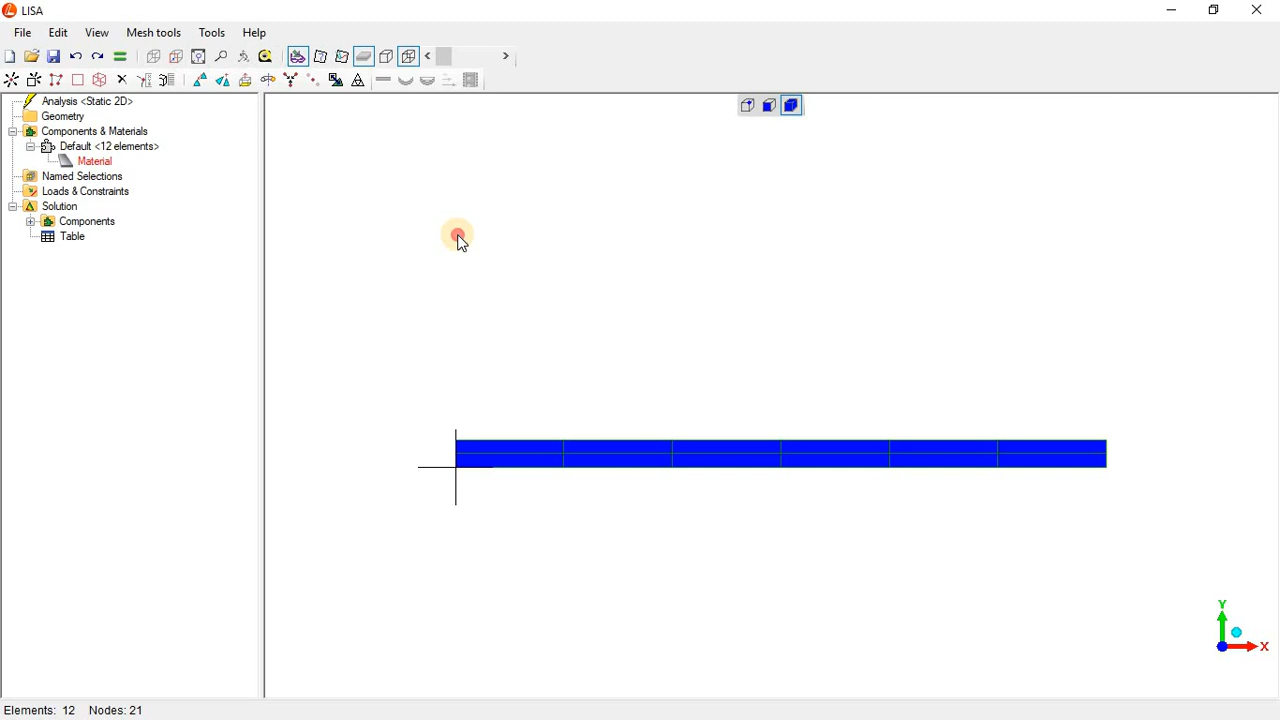 LISA
File Edit View Mesh tools Tools Help
Analysis <Static 2D>
Geometry
Components & Materials
Default <12 elements>
Material
Named Selections
Loads & Constraints
Solution
Components
Table
Y
X
Elements: 12 Nodes: 21